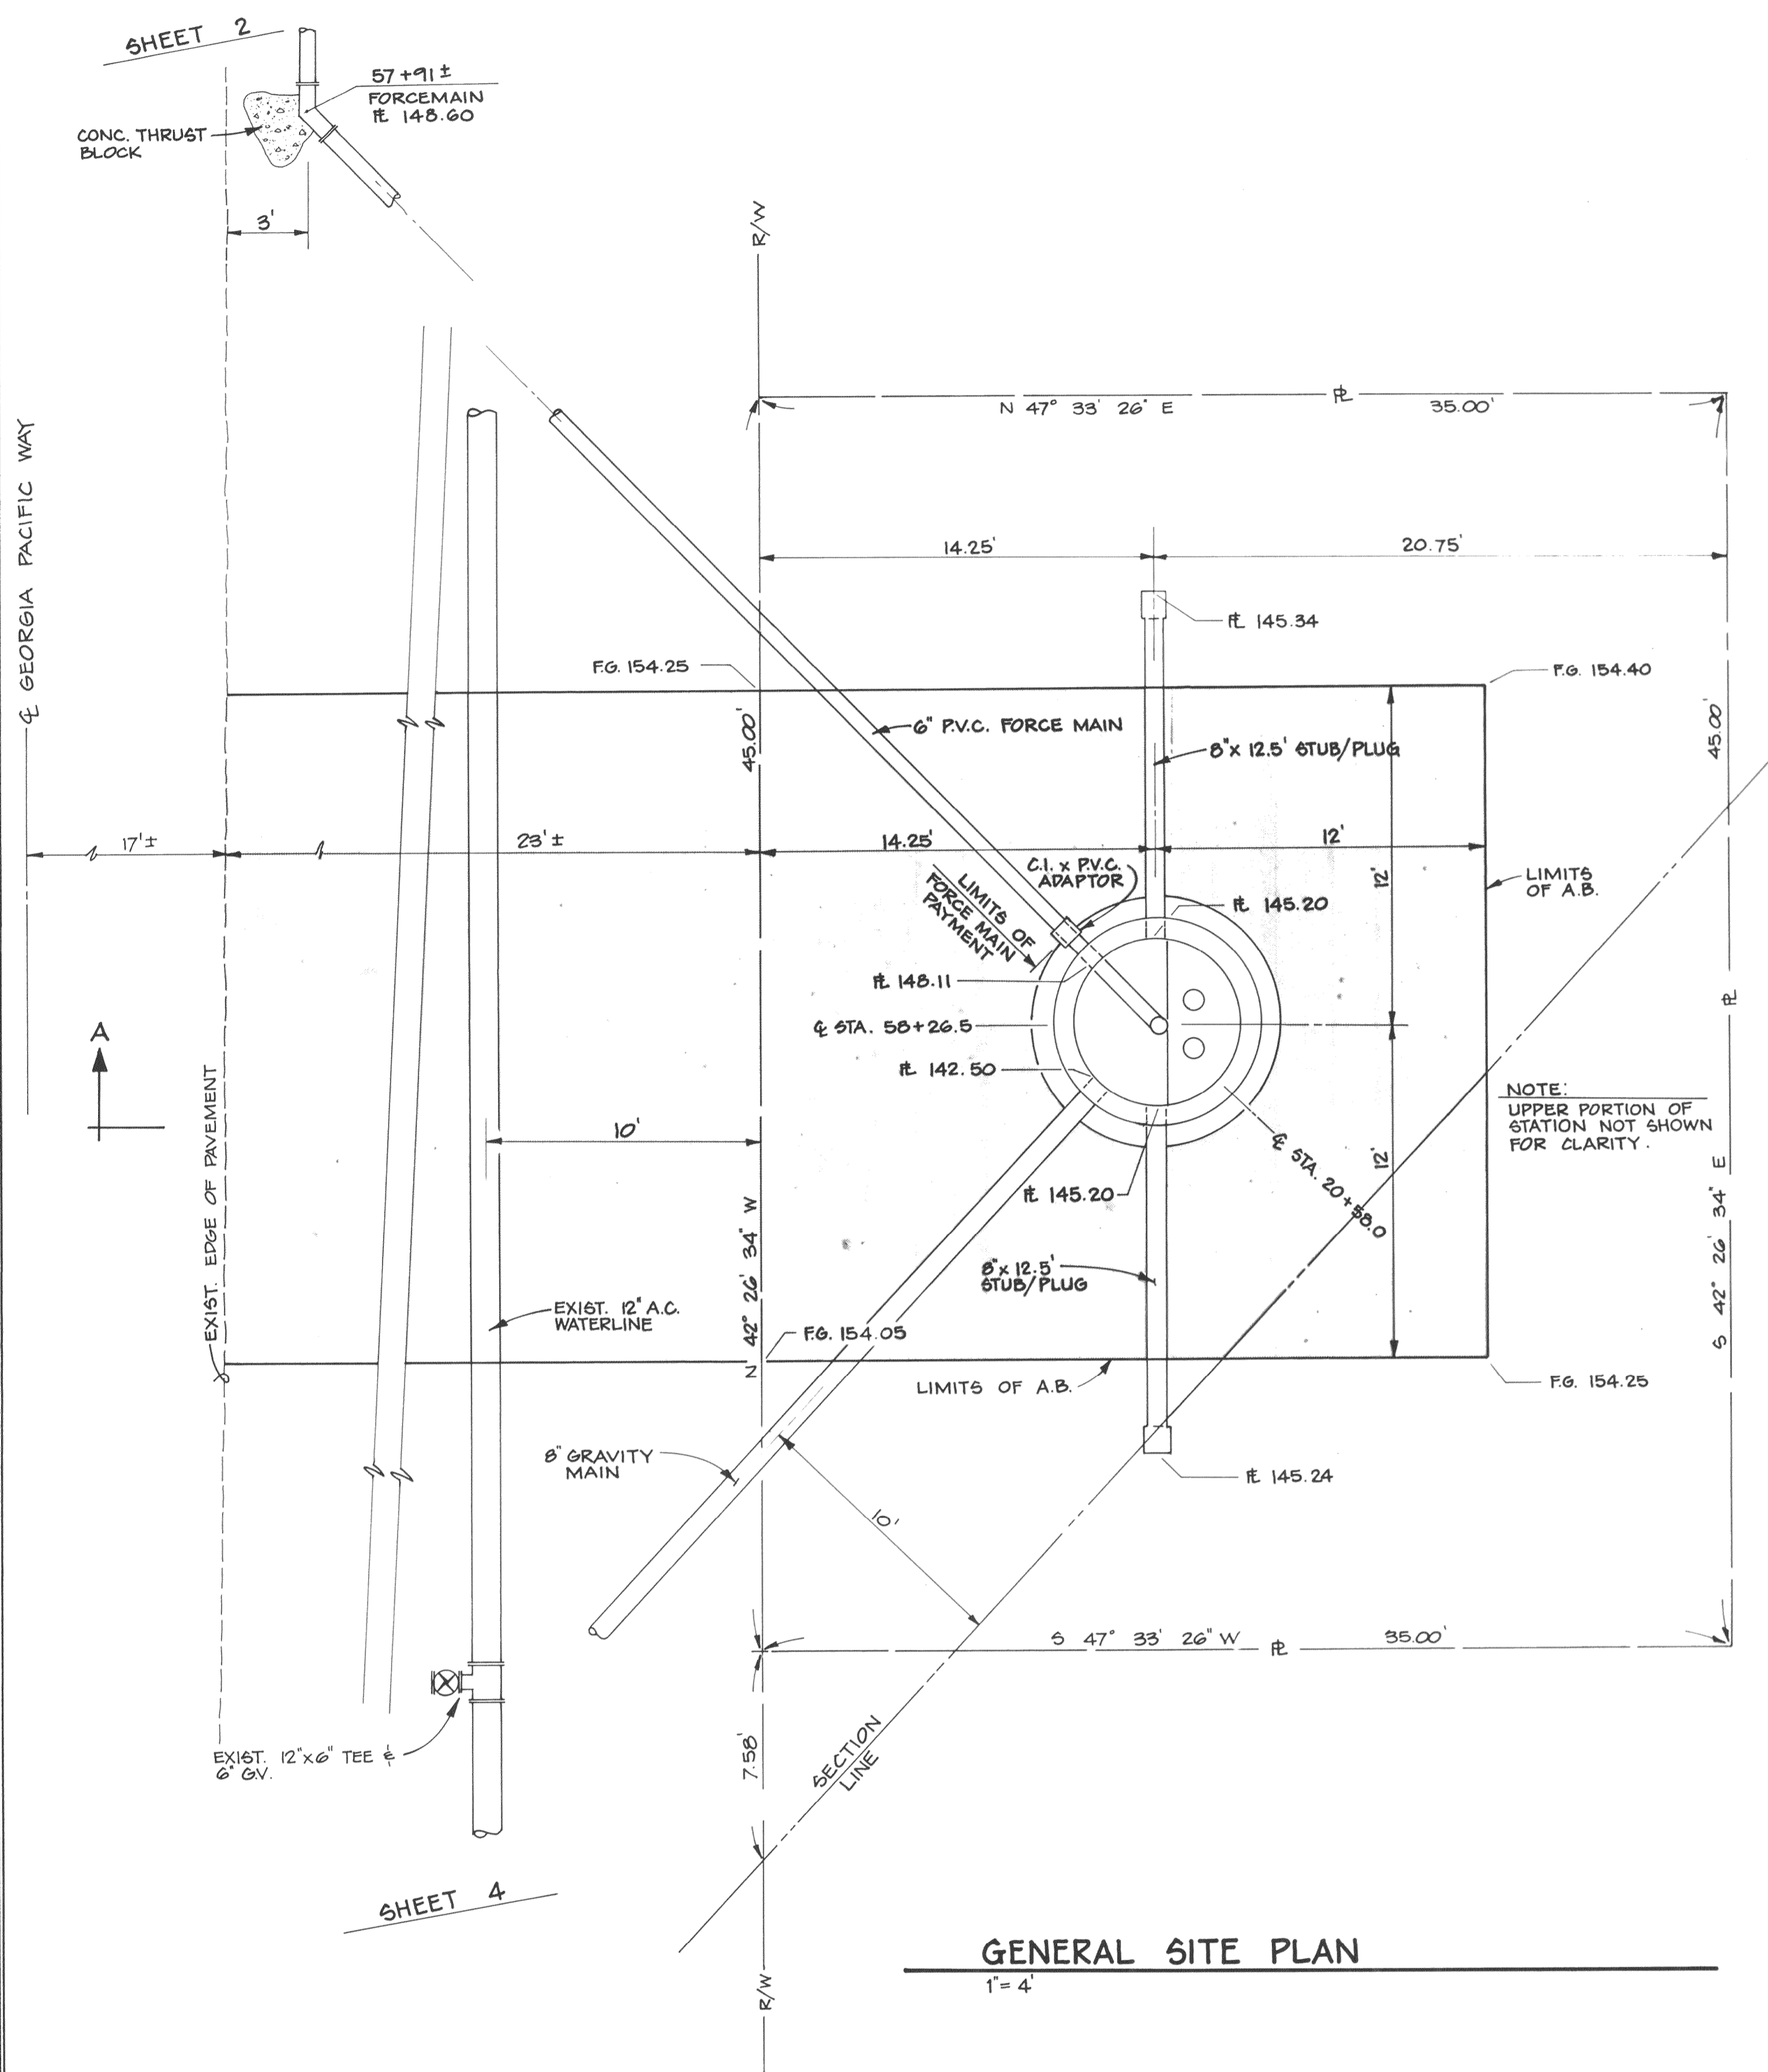 SHEET 2
57+91±
FORCEMAIN
℄ 148.60
CONC. THRUST
BLOCK
3'
R/W
℄ GEORGIA PACIFIC WAY
N 47° 33' 26" E
35.00'
14.25'
20.75'
145.34
F.G. 154.25
F.G. 154.40
45.00'
6" P.V.C. FORCE MAIN
8"x 12.5' STUB/PLUG
45.00'
17'±
23'±
14.25'
12'
C.I. x P.V.C.
ADAPTOR
LIMITS OF
FORCE MAIN
PAYMENT
12'
LIMITS
OF A.B.
145.20
148.11
℄ STA. 58+26.5
142.50
A
EXIST. EDGE OF PAVEMENT
10'
NOTE:
UPPER PORTION OF
STATION NOT SHOWN
FOR CLARITY.
℄ STA. 20+58.0
12'
145.20
N 42° 26' 34" W
S 42° 26' 34" E
8"x 12.5'
STUB/PLUG
EXIST. 12" A.C.
WATERLINE
F.G. 154.05
LIMITS OF A.B.
F.G. 154.25
8" GRAVITY
MAIN
145.24
10'
S 47° 33' 26" W
35.00'
EXIST. 12"x6" TEE &
6" G.V.
7.58'
SECTION
LINE
SHEET 4
R/W
GENERAL SITE PLAN
1"= 4'